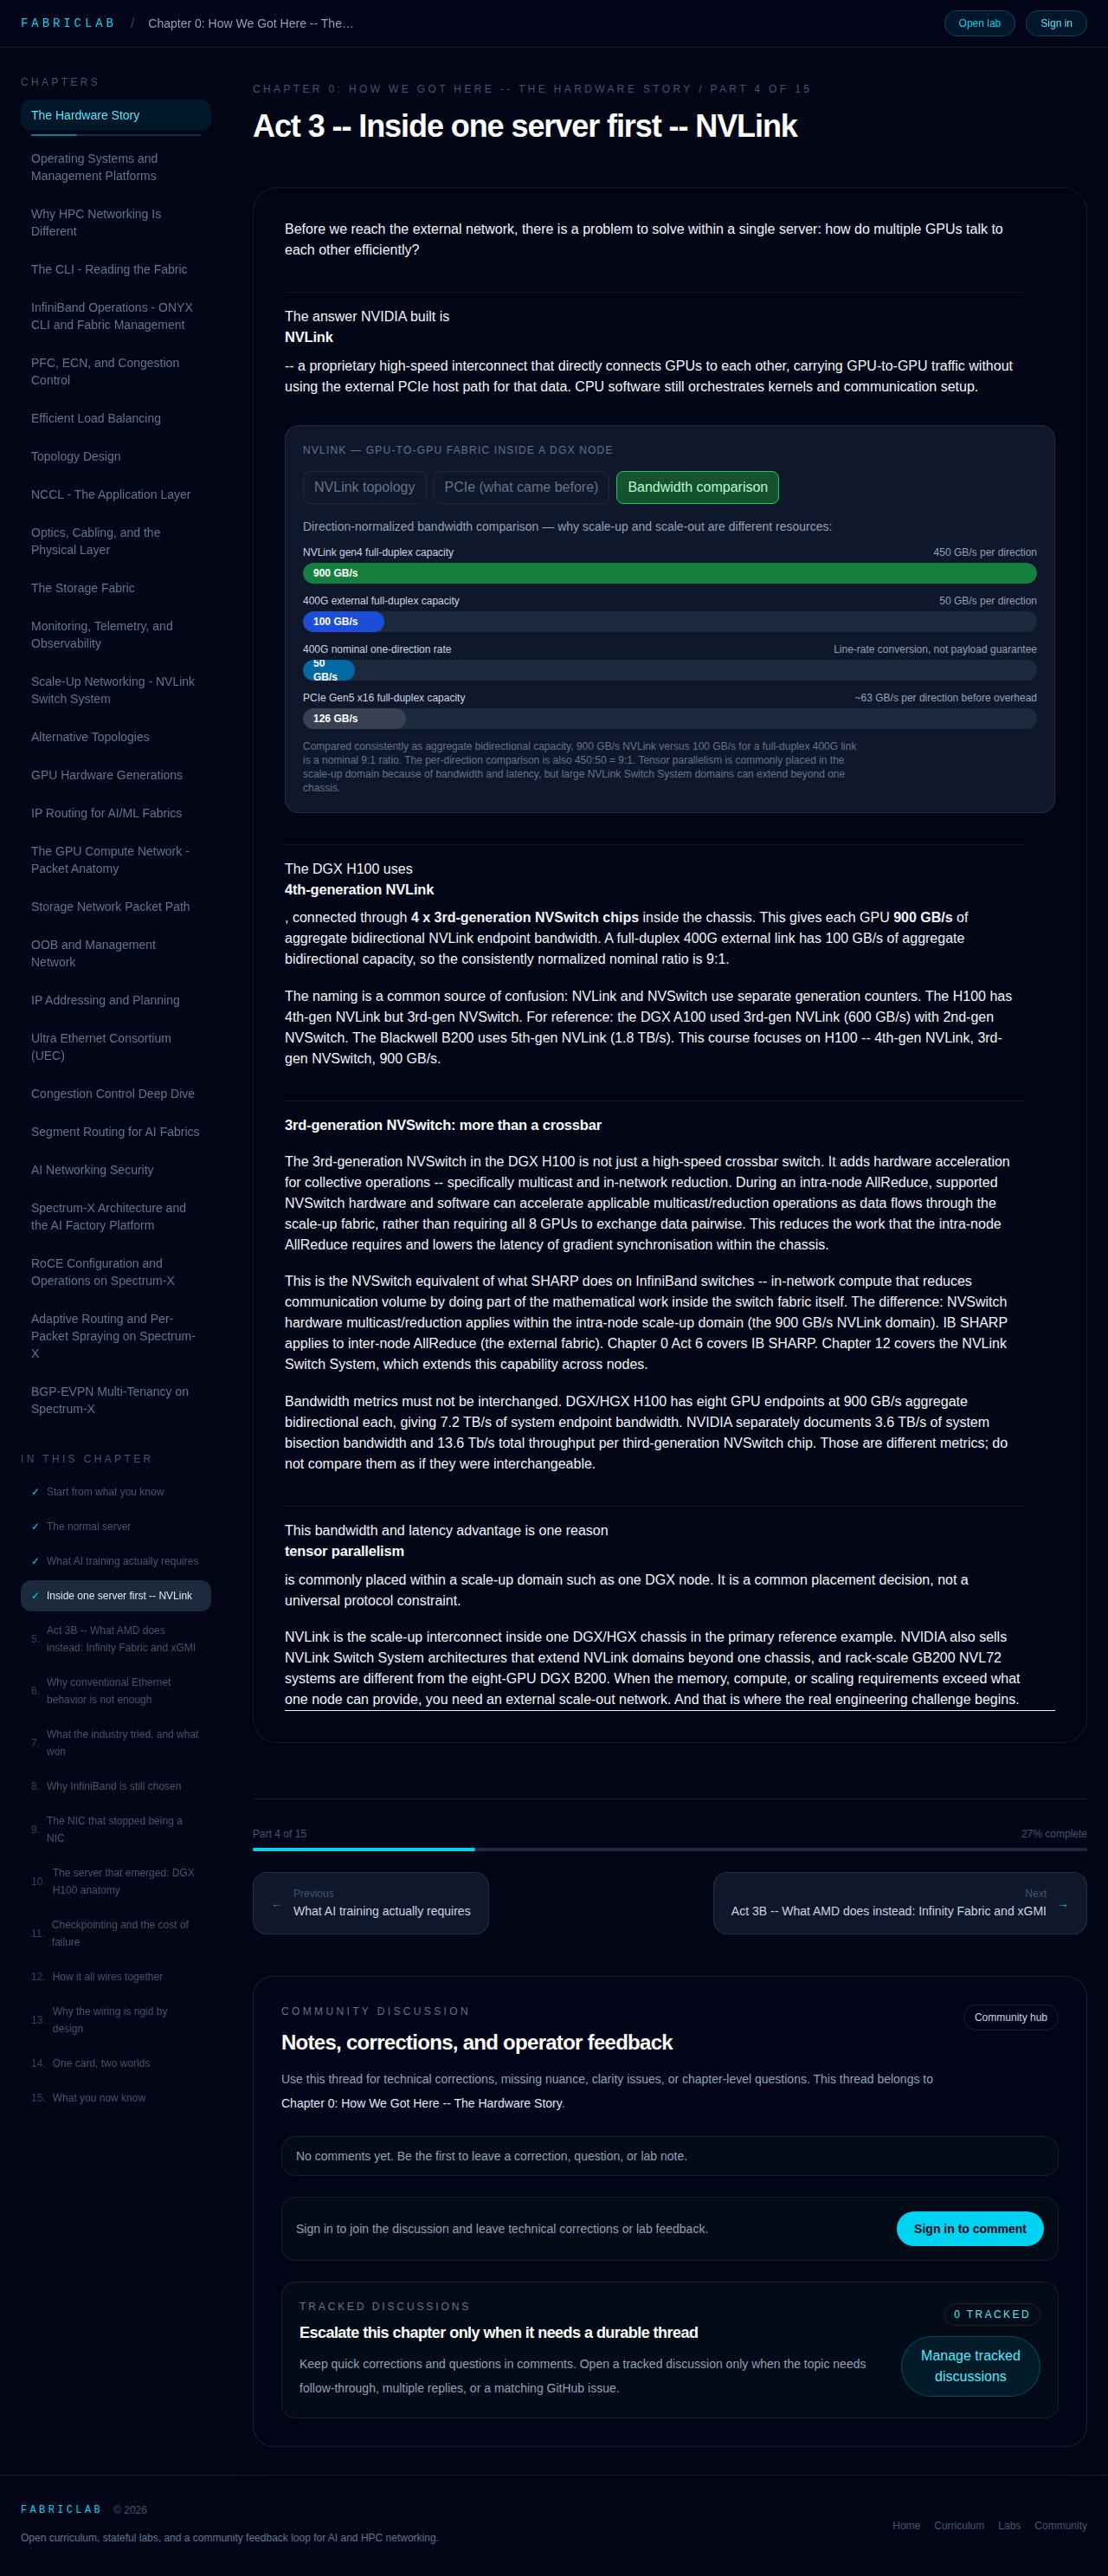 FABRICLAB / Chapter 0: How We Got Here -- The…
Open lab
Sign in
CHAPTERS
The Hardware Story
Operating Systems and
Management Platforms
Why HPC Networking Is
Different
The CLI - Reading the Fabric
InfiniBand Operations - ONYX
CLI and Fabric Management
PFC, ECN, and Congestion
Control
Efficient Load Balancing
Topology Design
NCCL - The Application Layer
Optics, Cabling, and the
Physical Layer
The Storage Fabric
Monitoring, Telemetry, and
Observability
Scale-Up Networking - NVLink
Switch System
Alternative Topologies
GPU Hardware Generations
IP Routing for AI/ML Fabrics
The GPU Compute Network -
Packet Anatomy
Storage Network Packet Path
OOB and Management
Network
IP Addressing and Planning
Ultra Ethernet Consortium
(UEC)
Congestion Control Deep Dive
Segment Routing for AI Fabrics
AI Networking Security
Spectrum-X Architecture and
the AI Factory Platform
RoCE Configuration and
Operations on Spectrum-X
Adaptive Routing and Per-
Packet Spraying on Spectrum-
X
BGP-EVPN Multi-Tenancy on
Spectrum-X
IN THIS CHAPTER
✓ Start from what you know
✓ The normal server
✓ What AI training actually requires
✓ Inside one server first -- NVLink
5. Act 3B -- What AMD does
instead: Infinity Fabric and xGMI
6. Why conventional Ethernet
behavior is not enough
7. What the industry tried, and what
won
8. Why InfiniBand is still chosen
9. The NIC that stopped being a
NIC
10. The server that emerged: DGX
H100 anatomy
11. Checkpointing and the cost of
failure
12. How it all wires together
13. Why the wiring is rigid by
design
14. One card, two worlds
15. What you now know
CHAPTER 0: HOW WE GOT HERE -- THE HARDWARE STORY / PART 4 OF 15
Act 3 -- Inside one server first -- NVLink
Before we reach the external network, there is a problem to solve within a single server: how do multiple GPUs talk to
each other efficiently?
The answer NVIDIA built is
NVLink
-- a proprietary high-speed interconnect that directly connects GPUs to each other, carrying GPU-to-GPU traffic without
using the external PCIe host path for that data. CPU software still orchestrates kernels and communication setup.
NVLINK — GPU-TO-GPU FABRIC INSIDE A DGX NODE
NVLink topology
PCIe (what came before)
Bandwidth comparison
Direction-normalized bandwidth comparison — why scale-up and scale-out are different resources:
NVLink gen4 full-duplex capacity
450 GB/s per direction
900 GB/s
400G external full-duplex capacity
50 GB/s per direction
100 GB/s
400G nominal one-direction rate
Line-rate conversion, not payload guarantee
50
GB/s
PCIe Gen5 x16 full-duplex capacity
~63 GB/s per direction before overhead
126 GB/s
Compared consistently as aggregate bidirectional capacity, 900 GB/s NVLink versus 100 GB/s for a full-duplex 400G link
is a nominal 9:1 ratio. The per-direction comparison is also 450:50 = 9:1. Tensor parallelism is commonly placed in the
scale-up domain because of bandwidth and latency, but large NVLink Switch System domains can extend beyond one
chassis.
The DGX H100 uses
4th-generation NVLink
, connected through 4 x 3rd-generation NVSwitch chips inside the chassis. This gives each GPU 900 GB/s of
aggregate bidirectional NVLink endpoint bandwidth. A full-duplex 400G external link has 100 GB/s of aggregate
bidirectional capacity, so the consistently normalized nominal ratio is 9:1.
The naming is a common source of confusion: NVLink and NVSwitch use separate generation counters. The H100 has
4th-gen NVLink but 3rd-gen NVSwitch. For reference: the DGX A100 used 3rd-gen NVLink (600 GB/s) with 2nd-gen
NVSwitch. The Blackwell B200 uses 5th-gen NVLink (1.8 TB/s). This course focuses on H100 -- 4th-gen NVLink, 3rd-
gen NVSwitch, 900 GB/s.
3rd-generation NVSwitch: more than a crossbar
The 3rd-generation NVSwitch in the DGX H100 is not just a high-speed crossbar switch. It adds hardware acceleration
for collective operations -- specifically multicast and in-network reduction. During an intra-node AllReduce, supported
NVSwitch hardware and software can accelerate applicable multicast/reduction operations as data flows through the
scale-up fabric, rather than requiring all 8 GPUs to exchange data pairwise. This reduces the work that the intra-node
AllReduce requires and lowers the latency of gradient synchronisation within the chassis.
This is the NVSwitch equivalent of what SHARP does on InfiniBand switches -- in-network compute that reduces
communication volume by doing part of the mathematical work inside the switch fabric itself. The difference: NVSwitch
hardware multicast/reduction applies within the intra-node scale-up domain (the 900 GB/s NVLink domain). IB SHARP
applies to inter-node AllReduce (the external fabric). Chapter 0 Act 6 covers IB SHARP. Chapter 12 covers the NVLink
Switch System, which extends this capability across nodes.
Bandwidth metrics must not be interchanged. DGX/HGX H100 has eight GPU endpoints at 900 GB/s aggregate
bidirectional each, giving 7.2 TB/s of system endpoint bandwidth. NVIDIA separately documents 3.6 TB/s of system
bisection bandwidth and 13.6 Tb/s total throughput per third-generation NVSwitch chip. Those are different metrics; do
not compare them as if they were interchangeable.
This bandwidth and latency advantage is one reason
tensor parallelism
is commonly placed within a scale-up domain such as one DGX node. It is a common placement decision, not a
universal protocol constraint.
NVLink is the scale-up interconnect inside one DGX/HGX chassis in the primary reference example. NVIDIA also sells
NVLink Switch System architectures that extend NVLink domains beyond one chassis, and rack-scale GB200 NVL72
systems are different from the eight-GPU DGX B200. When the memory, compute, or scaling requirements exceed what
one node can provide, you need an external scale-out network. And that is where the real engineering challenge begins.
Part 4 of 15
27% complete
← Previous
What AI training actually requires
Next →
Act 3B -- What AMD does instead: Infinity Fabric and xGMI
COMMUNITY DISCUSSION
Community hub
Notes, corrections, and operator feedback
Use this thread for technical corrections, missing nuance, clarity issues, or chapter-level questions. This thread belongs to
Chapter 0: How We Got Here -- The Hardware Story.
No comments yet. Be the first to leave a correction, question, or lab note.
Sign in to join the discussion and leave technical corrections or lab feedback.
Sign in to comment
TRACKED DISCUSSIONS
0 TRACKED
Escalate this chapter only when it needs a durable thread
Keep quick corrections and questions in comments. Open a tracked discussion only when the topic needs
follow-through, multiple replies, or a matching GitHub issue.
Manage tracked
discussions
FABRICLAB © 2026
Open curriculum, stateful labs, and a community feedback loop for AI and HPC networking.
Home Curriculum Labs Community